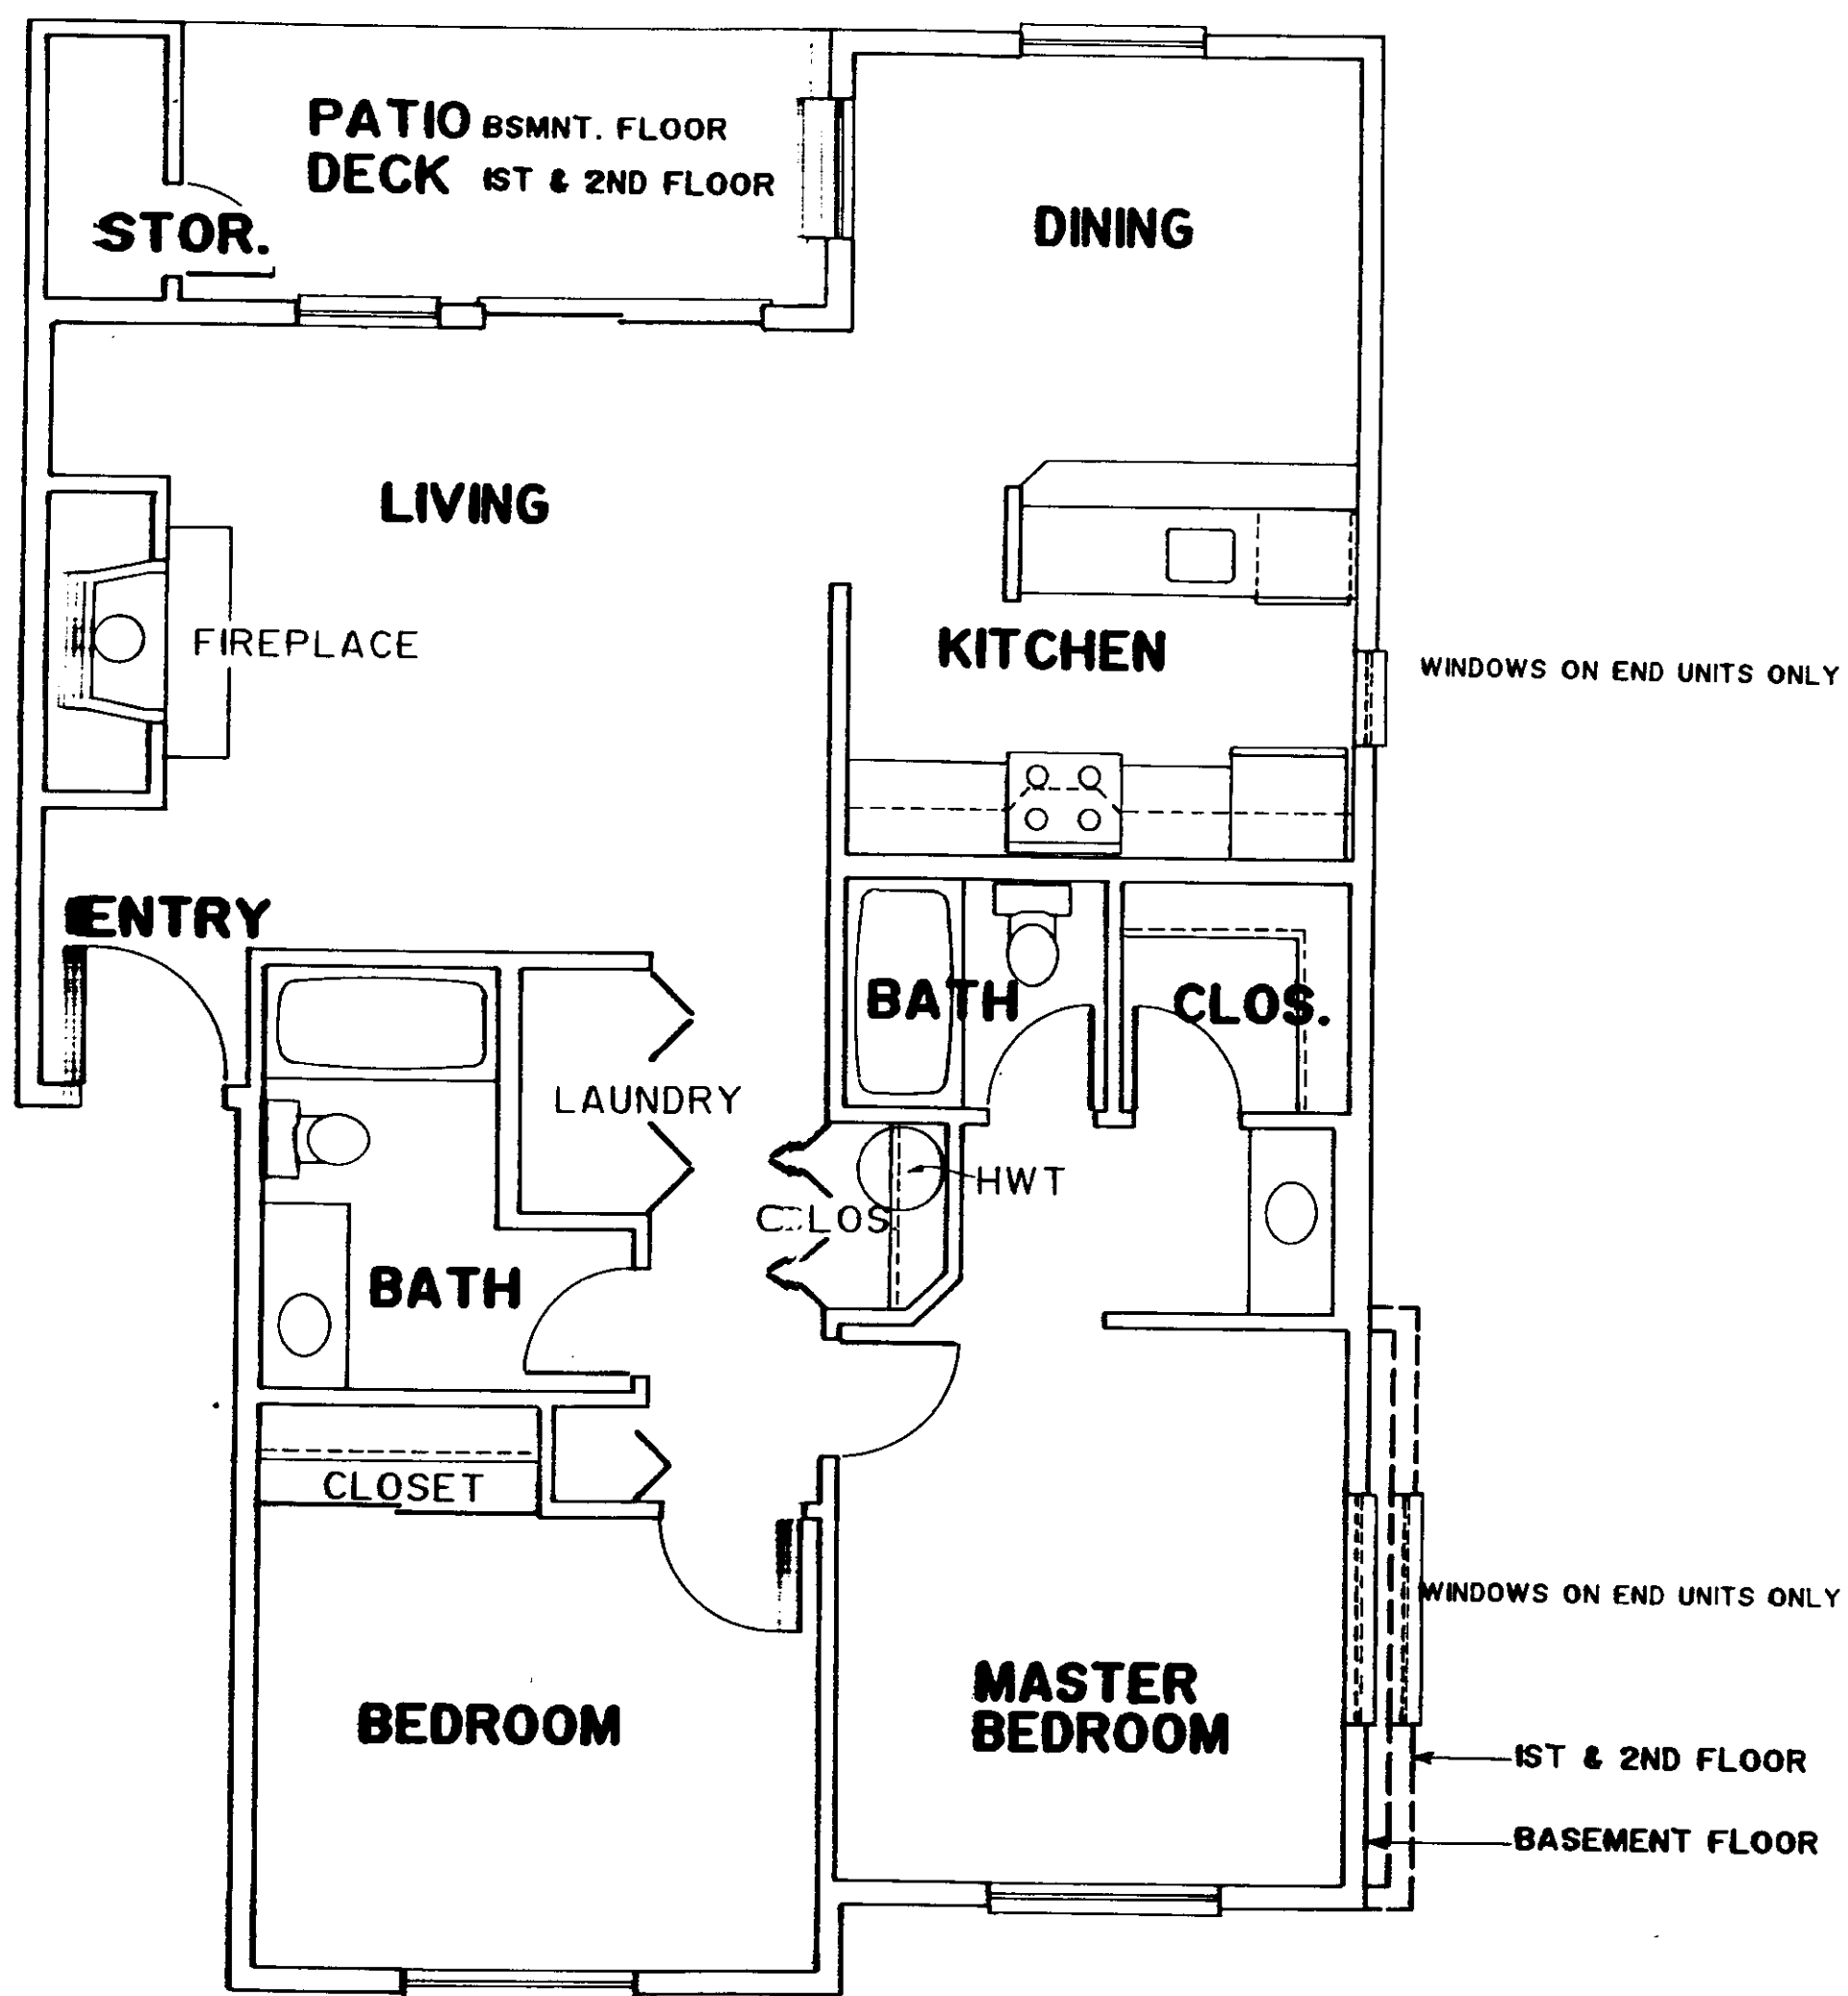 PATIO BSMNT. FLOOR
DECK 1ST & 2ND FLOOR
STOR.
DINING
LIVING
FIREPLACE
KITCHEN
WINDOWS ON END UNITS ONLY
ENTRY
BATH
CLOS.
LAUNDRY
HWT
CLOS
BATH
CLOSET
WINDOWS ON END UNITS ONLY
MASTER
BEDROOM
BEDROOM
1ST & 2ND FLOOR
BASEMENT FLOOR